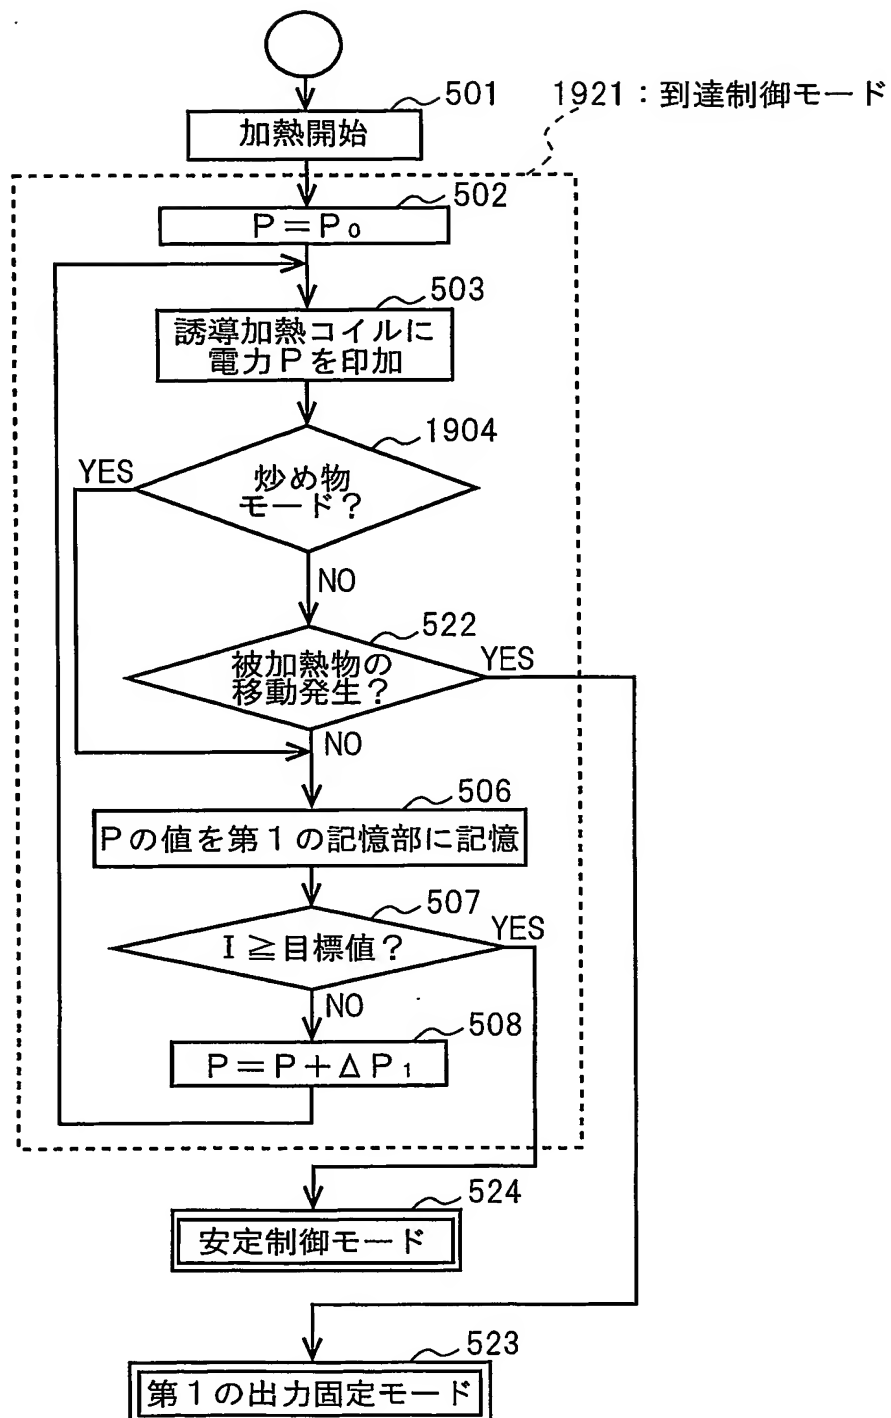 501
1921：到達制御モード
加熱開始
502
P＝P₀
503
誘導加熱コイルに
電力Pを印加
1904
YES
炒め物
モード？
NO
522
被加熱物の
移動発生？
YES
NO
506
Pの値を第1の記憶部に記憶
507
I≧目標値？
YES
NO
508
P＝P＋ΔP₁
524
安定制御モード
523
第1の出力固定モード